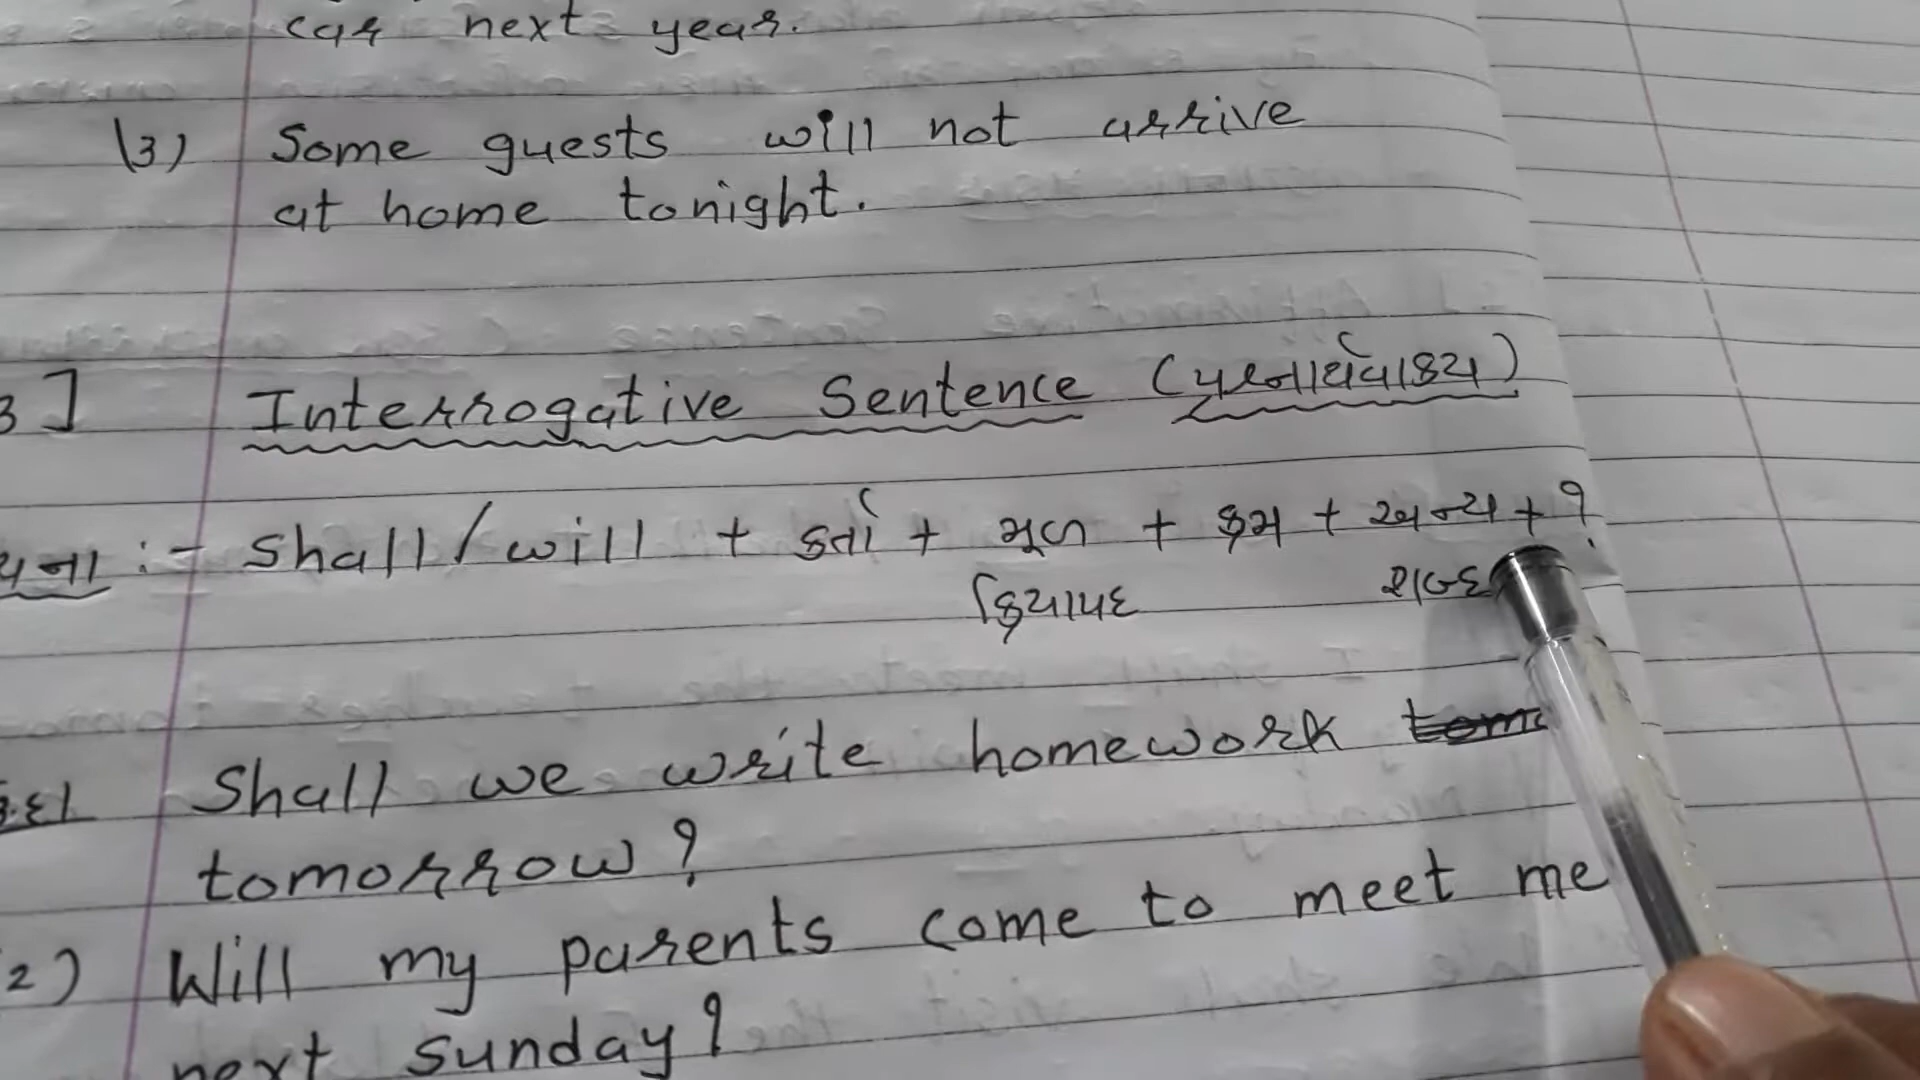 car next year.
(3) Some guests will not arrive
at home tonight.
3] Interrogative Sentence (પ્રશ્નાર્થવાક્ય)
:- Shall/will + કર્તા + મૂળ + કર્મ + અન્ય + ?
ક્રિયાપદ શબ્દ
Shall we write homework
tomorrow?
2) Will my parents come to meet me
next sunday?